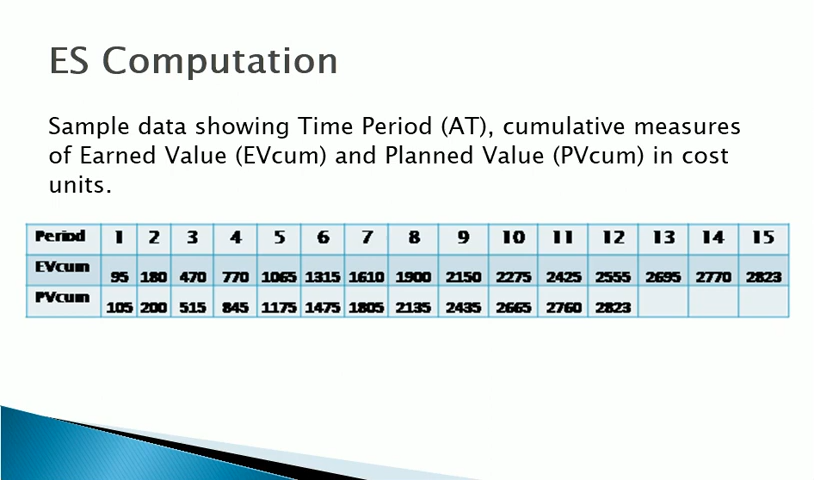 ES Computation
Sample data showing Time Period (AT), cumulative measures
of Earned Value (EVcum) and Planned Value (PVcum) in cost
units.
Period 1 2 3 4 5 6 7 8 9 10 11 12 13 14 15
EVcum 95 180 470 770 1065 1315 1610 1900 2150 2275 2425 2555 2695 2770 2823
PVcum 105 200 515 845 1175 1475 1805 2135 2435 2665 2760 2823